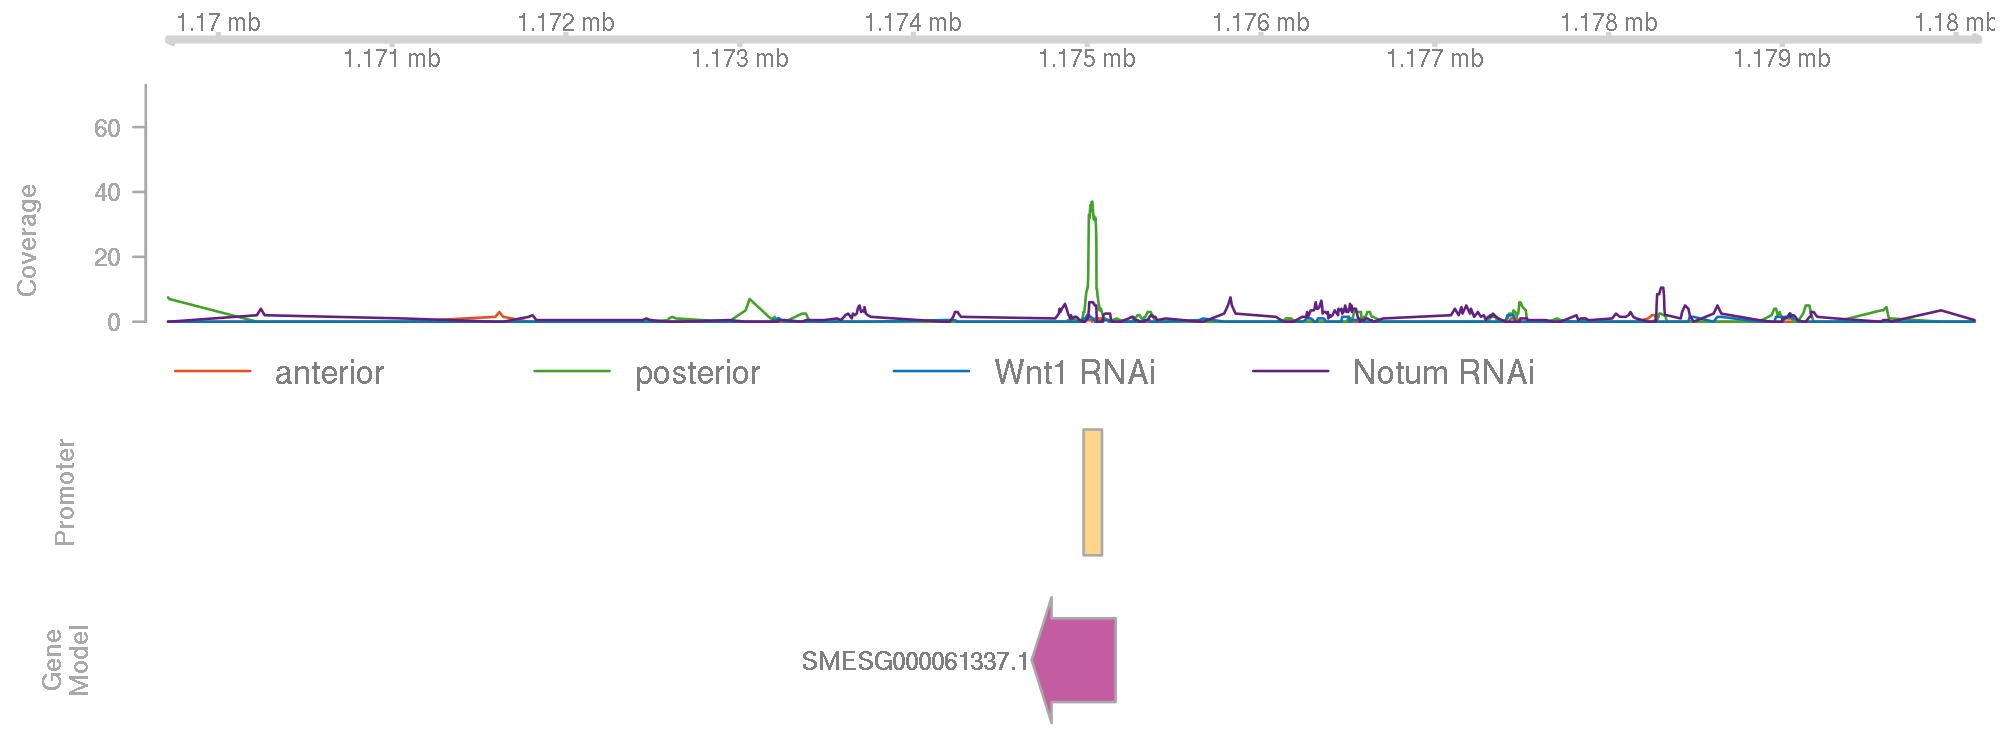 1.17 mb 1.172 mb 1.174 mb 1.176 mb 1.178 mb 1.18 mb
1.171 mb 1.173 mb 1.175 mb 1.177 mb 1.179 mb
Coverage
60
40
20
0
anterior posterior Wnt1 RNAi Notum RNAi
Promoter
Gene
Model
SMESG000061337.1